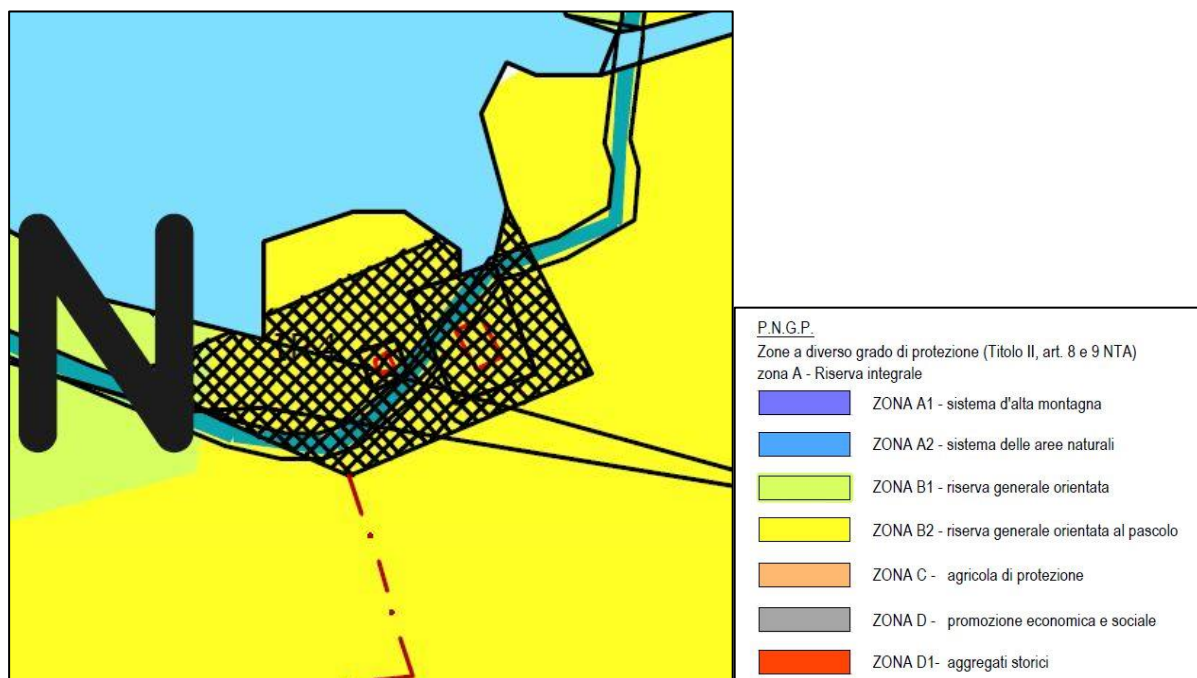 N
P.N.G.P.
Zone a diverso grado di protezione (Titolo II, art. 8 e 9 NTA)
zona A - Riserva integrale
ZONA A1 - sistema d'alta montagna
ZONA A2 - sistema delle aree naturali
ZONA B1 - riserva generale orientata
ZONA B2 - riserva generale orientata al pascolo
ZONA C - agricola di protezione
ZONA D - promozione economica e sociale
ZONA D1- aggregati storici